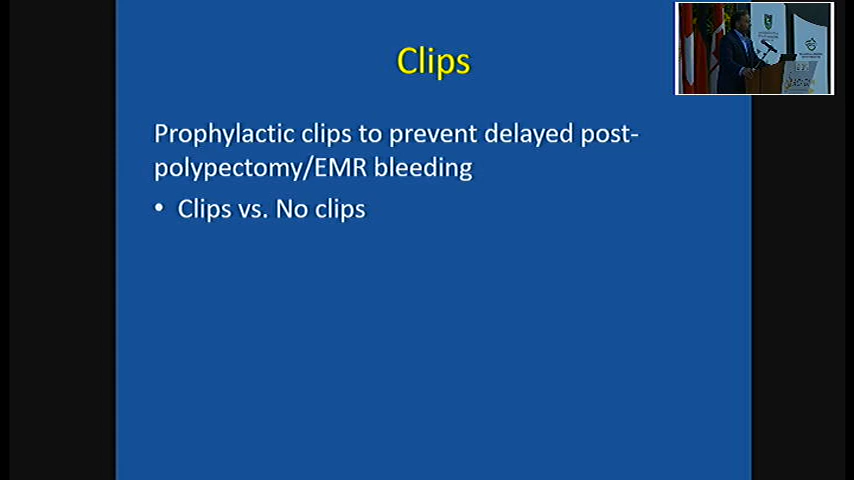 Clips
Prophylactic clips to prevent delayed post-
polypectomy/EMR bleeding
• Clips vs. No clips